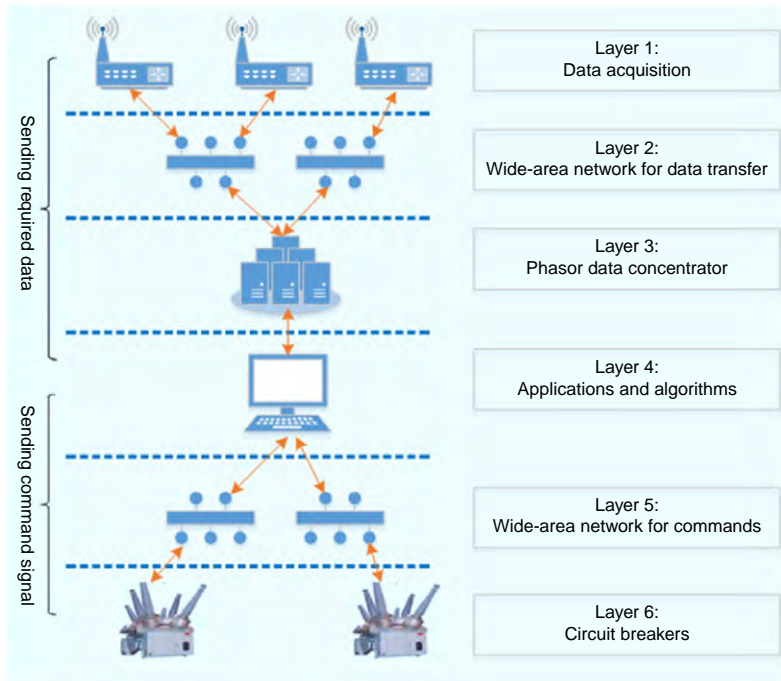 Layer 1:
Data acquisition
Layer 2:
Wide-area network for data transfer
Layer 3:
Phasor data concentrator
Layer 4:
Applications and algorithms
Layer 5:
Wide-area network for commands
Layer 6:
Circuit breakers
Sending required data
Sending command signal